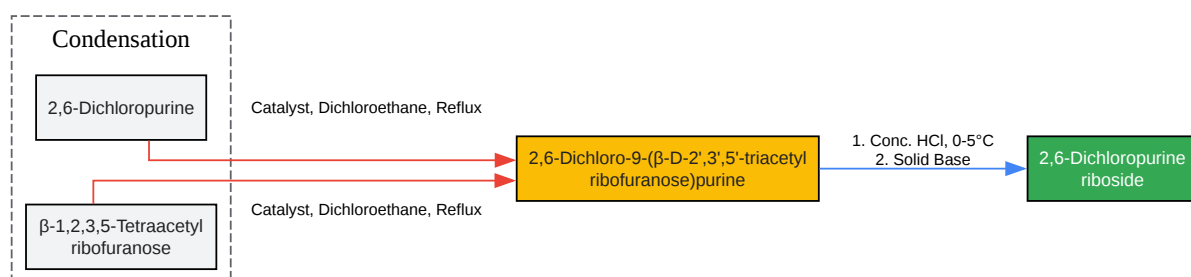 Condensation
2,6-Dichloropurine
Catalyst, Dichloroethane, Reflux
2,6-Dichloro-9-(β-D-2',3',5'-triacetyl
ribofuranose)purine
1. Conc. HCl, 0-5°C
2. Solid Base
2,6-Dichloropurine
riboside
Catalyst, Dichloroethane, Reflux
β-1,2,3,5-Tetraacetyl
ribofuranose